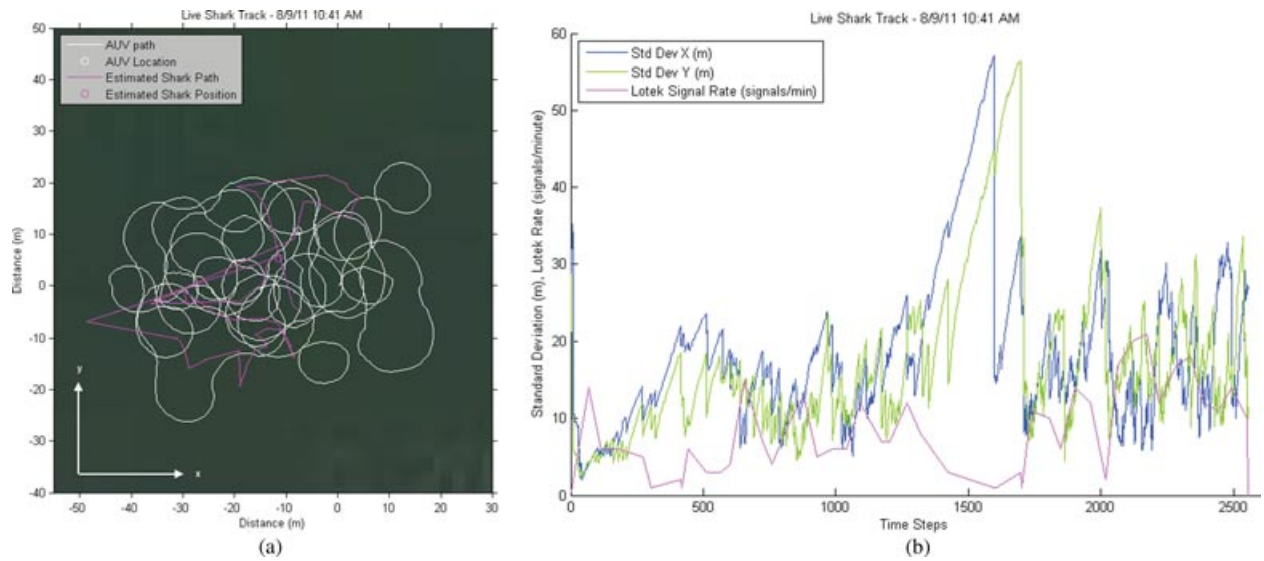 Live Shark Track - 8/9/11 10:41 AM
AUV path
AUV Location
Estimated Shark Path
Estimated Shark Position
50
40
30
20
10
0
-10
-20
-30
-40
Distance (m)
y
x
-50 -40 -30 -20 -10 0 10 20 30
Distance (m)
(a)
Live Shark Track - 8/9/11 10:41 AM
Std Dev X (m)
Std Dev Y (m)
Lotek Signal Rate (signals/min)
60
50
40
30
20
10
0
Standard Deviation (m), Lotek Rate (signals/minute)
0 500 1000 1500 2000 2500
Time Steps
(b)